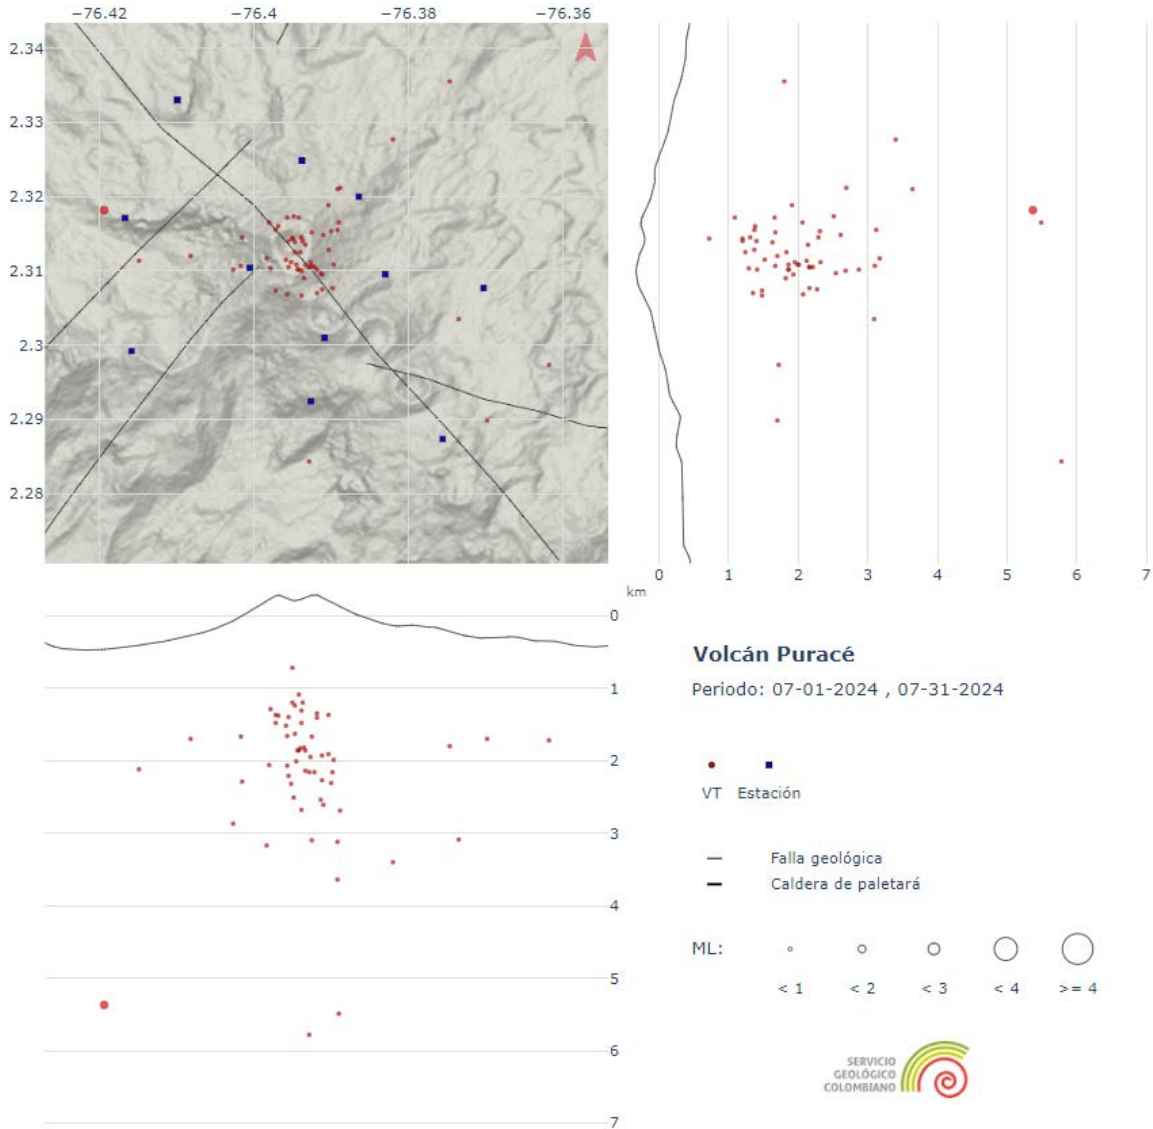 −76.42 −76.4 −76.38 −76.36
2.34
2.33
2.32
2.31
2.3
2.29
2.28
0 1 2 3 4 5 6 7
km
0
1
2
3
4
5
6
7
Volcán Puracé
Periodo: 07-01-2024 , 07-31-2024
VT Estación
Falla geológica
Caldera de paletará
ML:
< 1 < 2 < 3 < 4 >= 4
SERVICIO
GEOLÓGICO
COLOMBIANO